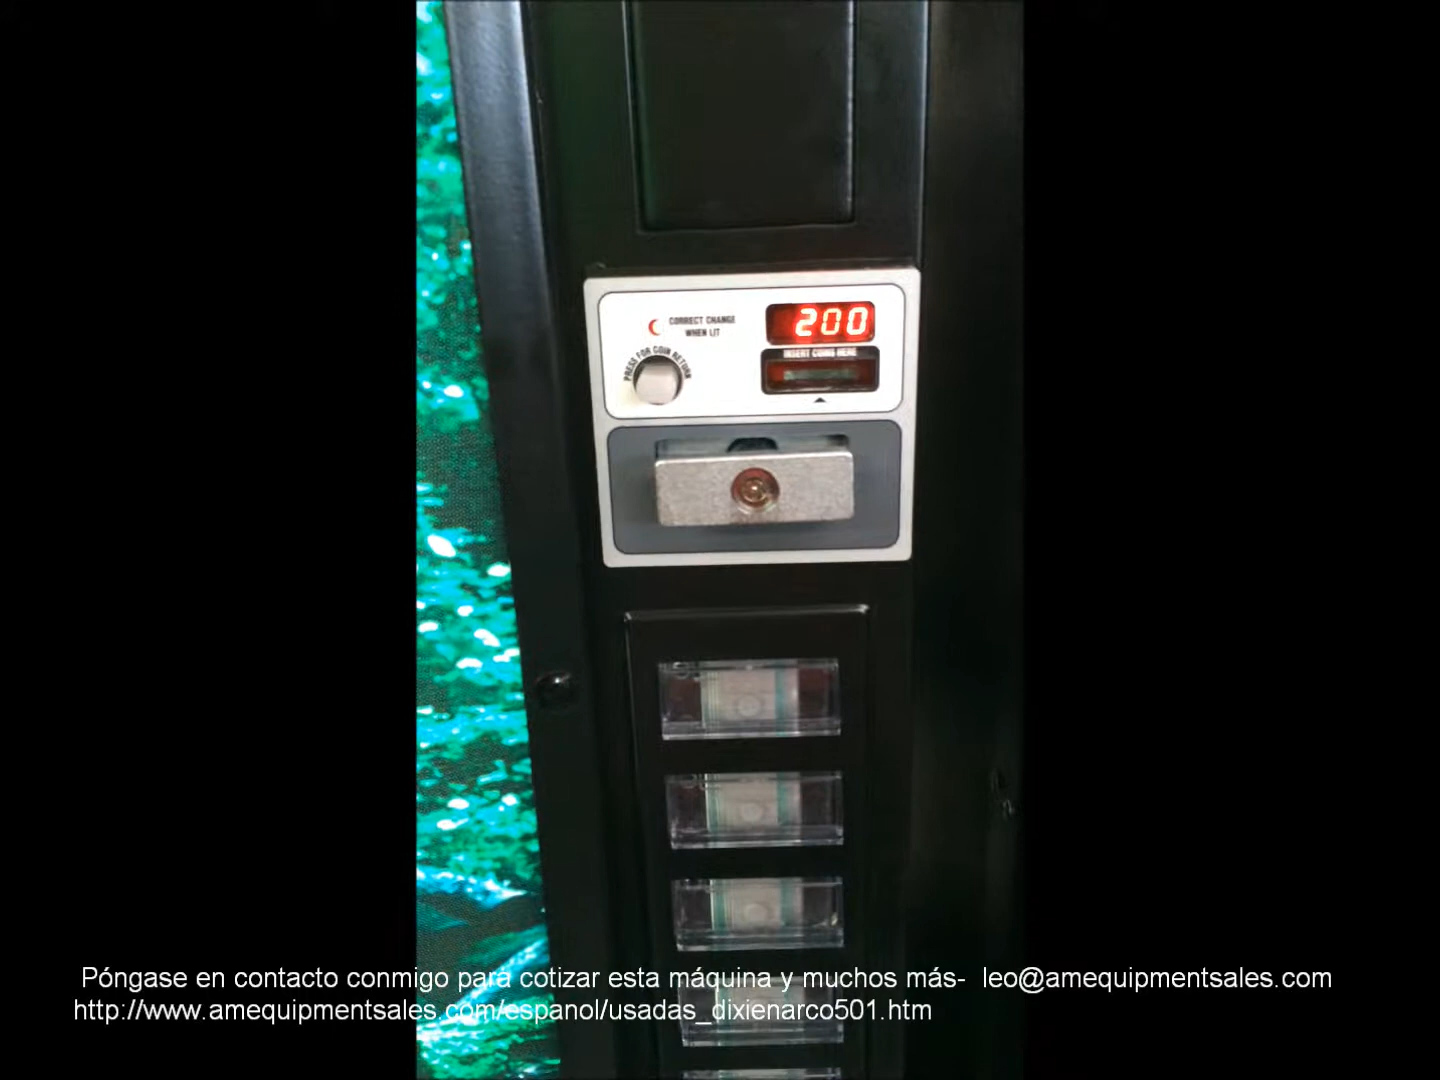 CORRECT CHANGE
WHEN LIT
200
PRESS FOR COIN RETURN
INSERT COINS HERE
Póngase en contacto conmigo para cotizar esta máquina y muchos más- leo@amequipmentsales.com
http://www.amequipmentsales.com/espanol/usadas_dixienarco501.htm